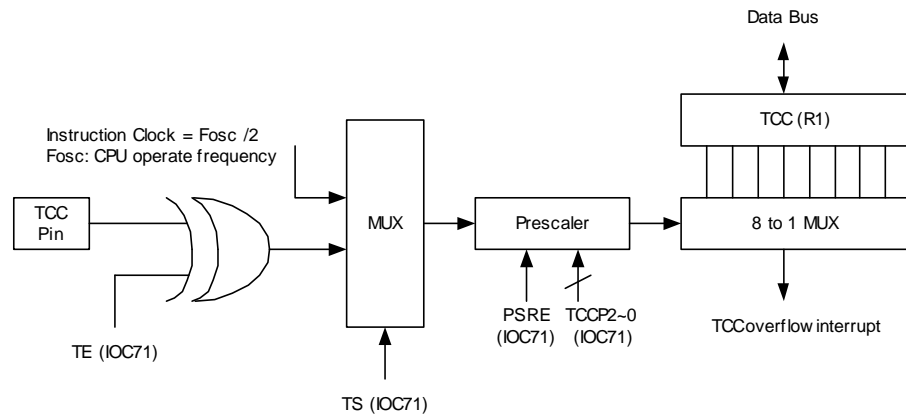 Data Bus
TCC (R1)
Instruction Clock = Fosc /2
Fosc: CPU operate frequency
TCC
Pin
MUX
Prescaler
8 to 1 MUX
PSRE
(IOC71)
TCCP2~0
(IOC71)
TCCoverflow interrupt
TE (IOC71)
TS (IOC71)